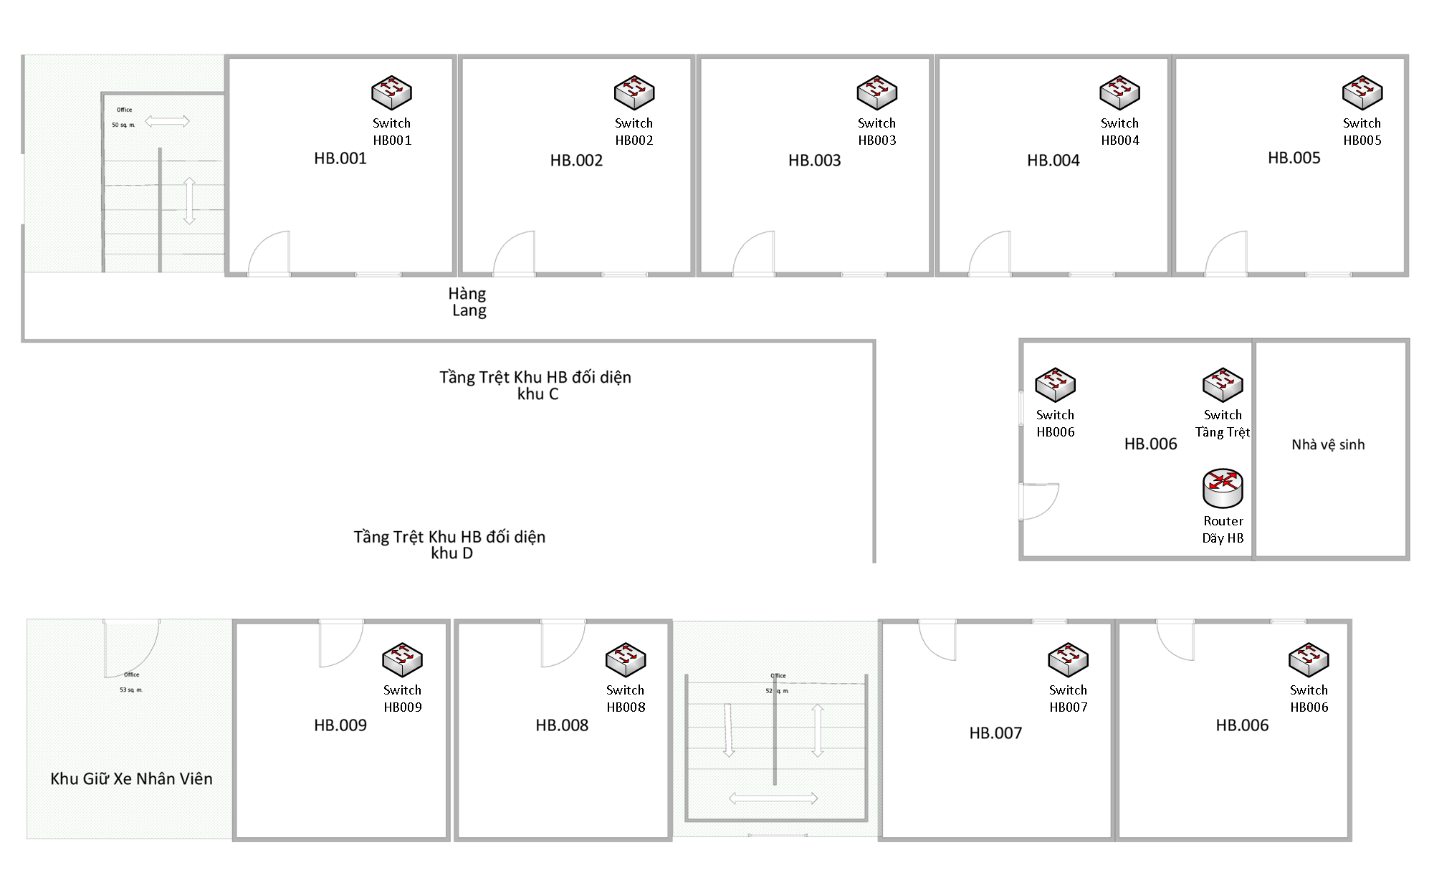 Office
50 sq. m.
Switch
HB001
HB.001
Switch
HB002
HB.002
Switch
HB003
HB.003
Switch
HB004
HB.004
Switch
HB005
HB.005
Hàng
Lang
Tầng Trệt Khu HB đối diện
khu C
Switch
HB006
Switch
Tầng Trệt
HB.006
Router
Dãy HB
Nhà vệ sinh
Tầng Trệt Khu HB đối diện
khu D
Office
53 sq. m.
Khu Giữ Xe Nhân Viên
Switch
HB009
HB.009
Switch
HB008
HB.008
Office
52 sq. m.
Switch
HB007
HB.007
Switch
HB006
HB.006